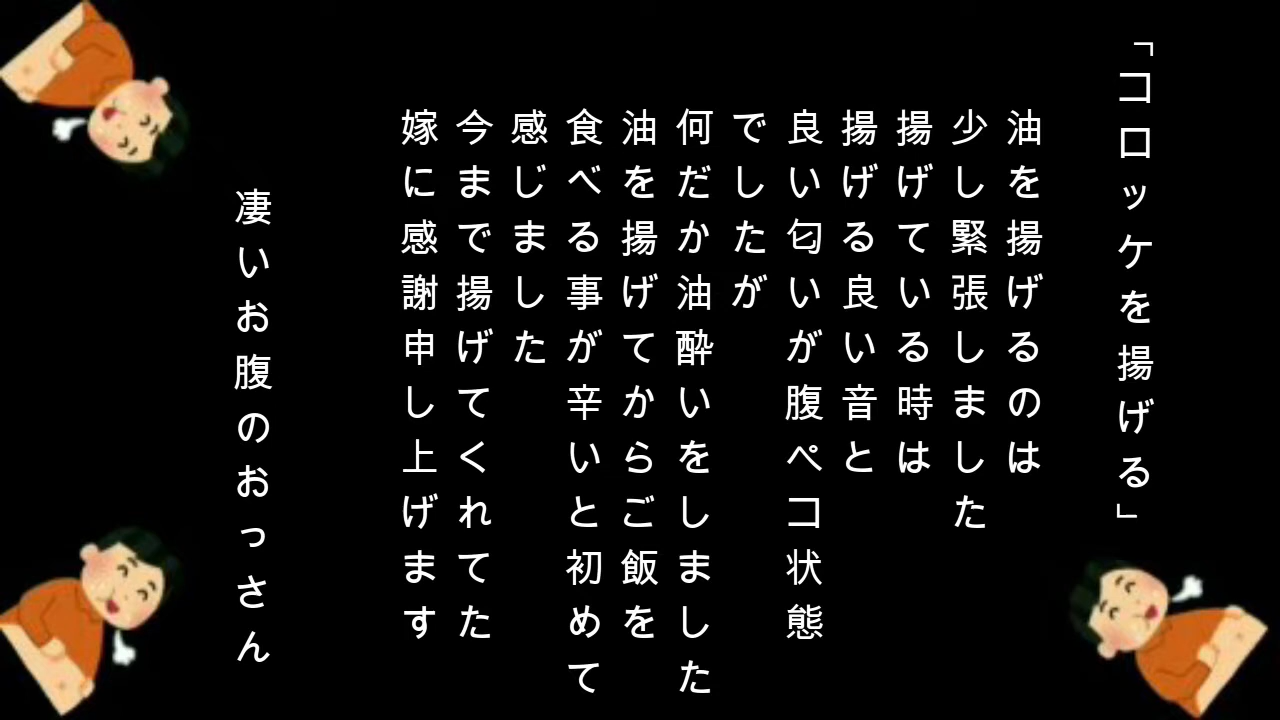 「コロッケを揚げる」
油を揚げるのは
少し緊張しました
揚げている時は
揚げる良い音と
良い匂いが腹ペコ状態
でしたが
何だか油酔いをしました
油を揚げてからご飯を
食べる事が辛いと初めて
感じました
今まで揚げてくれてた
嫁に感謝申し上げます
凄いお腹のおっさん